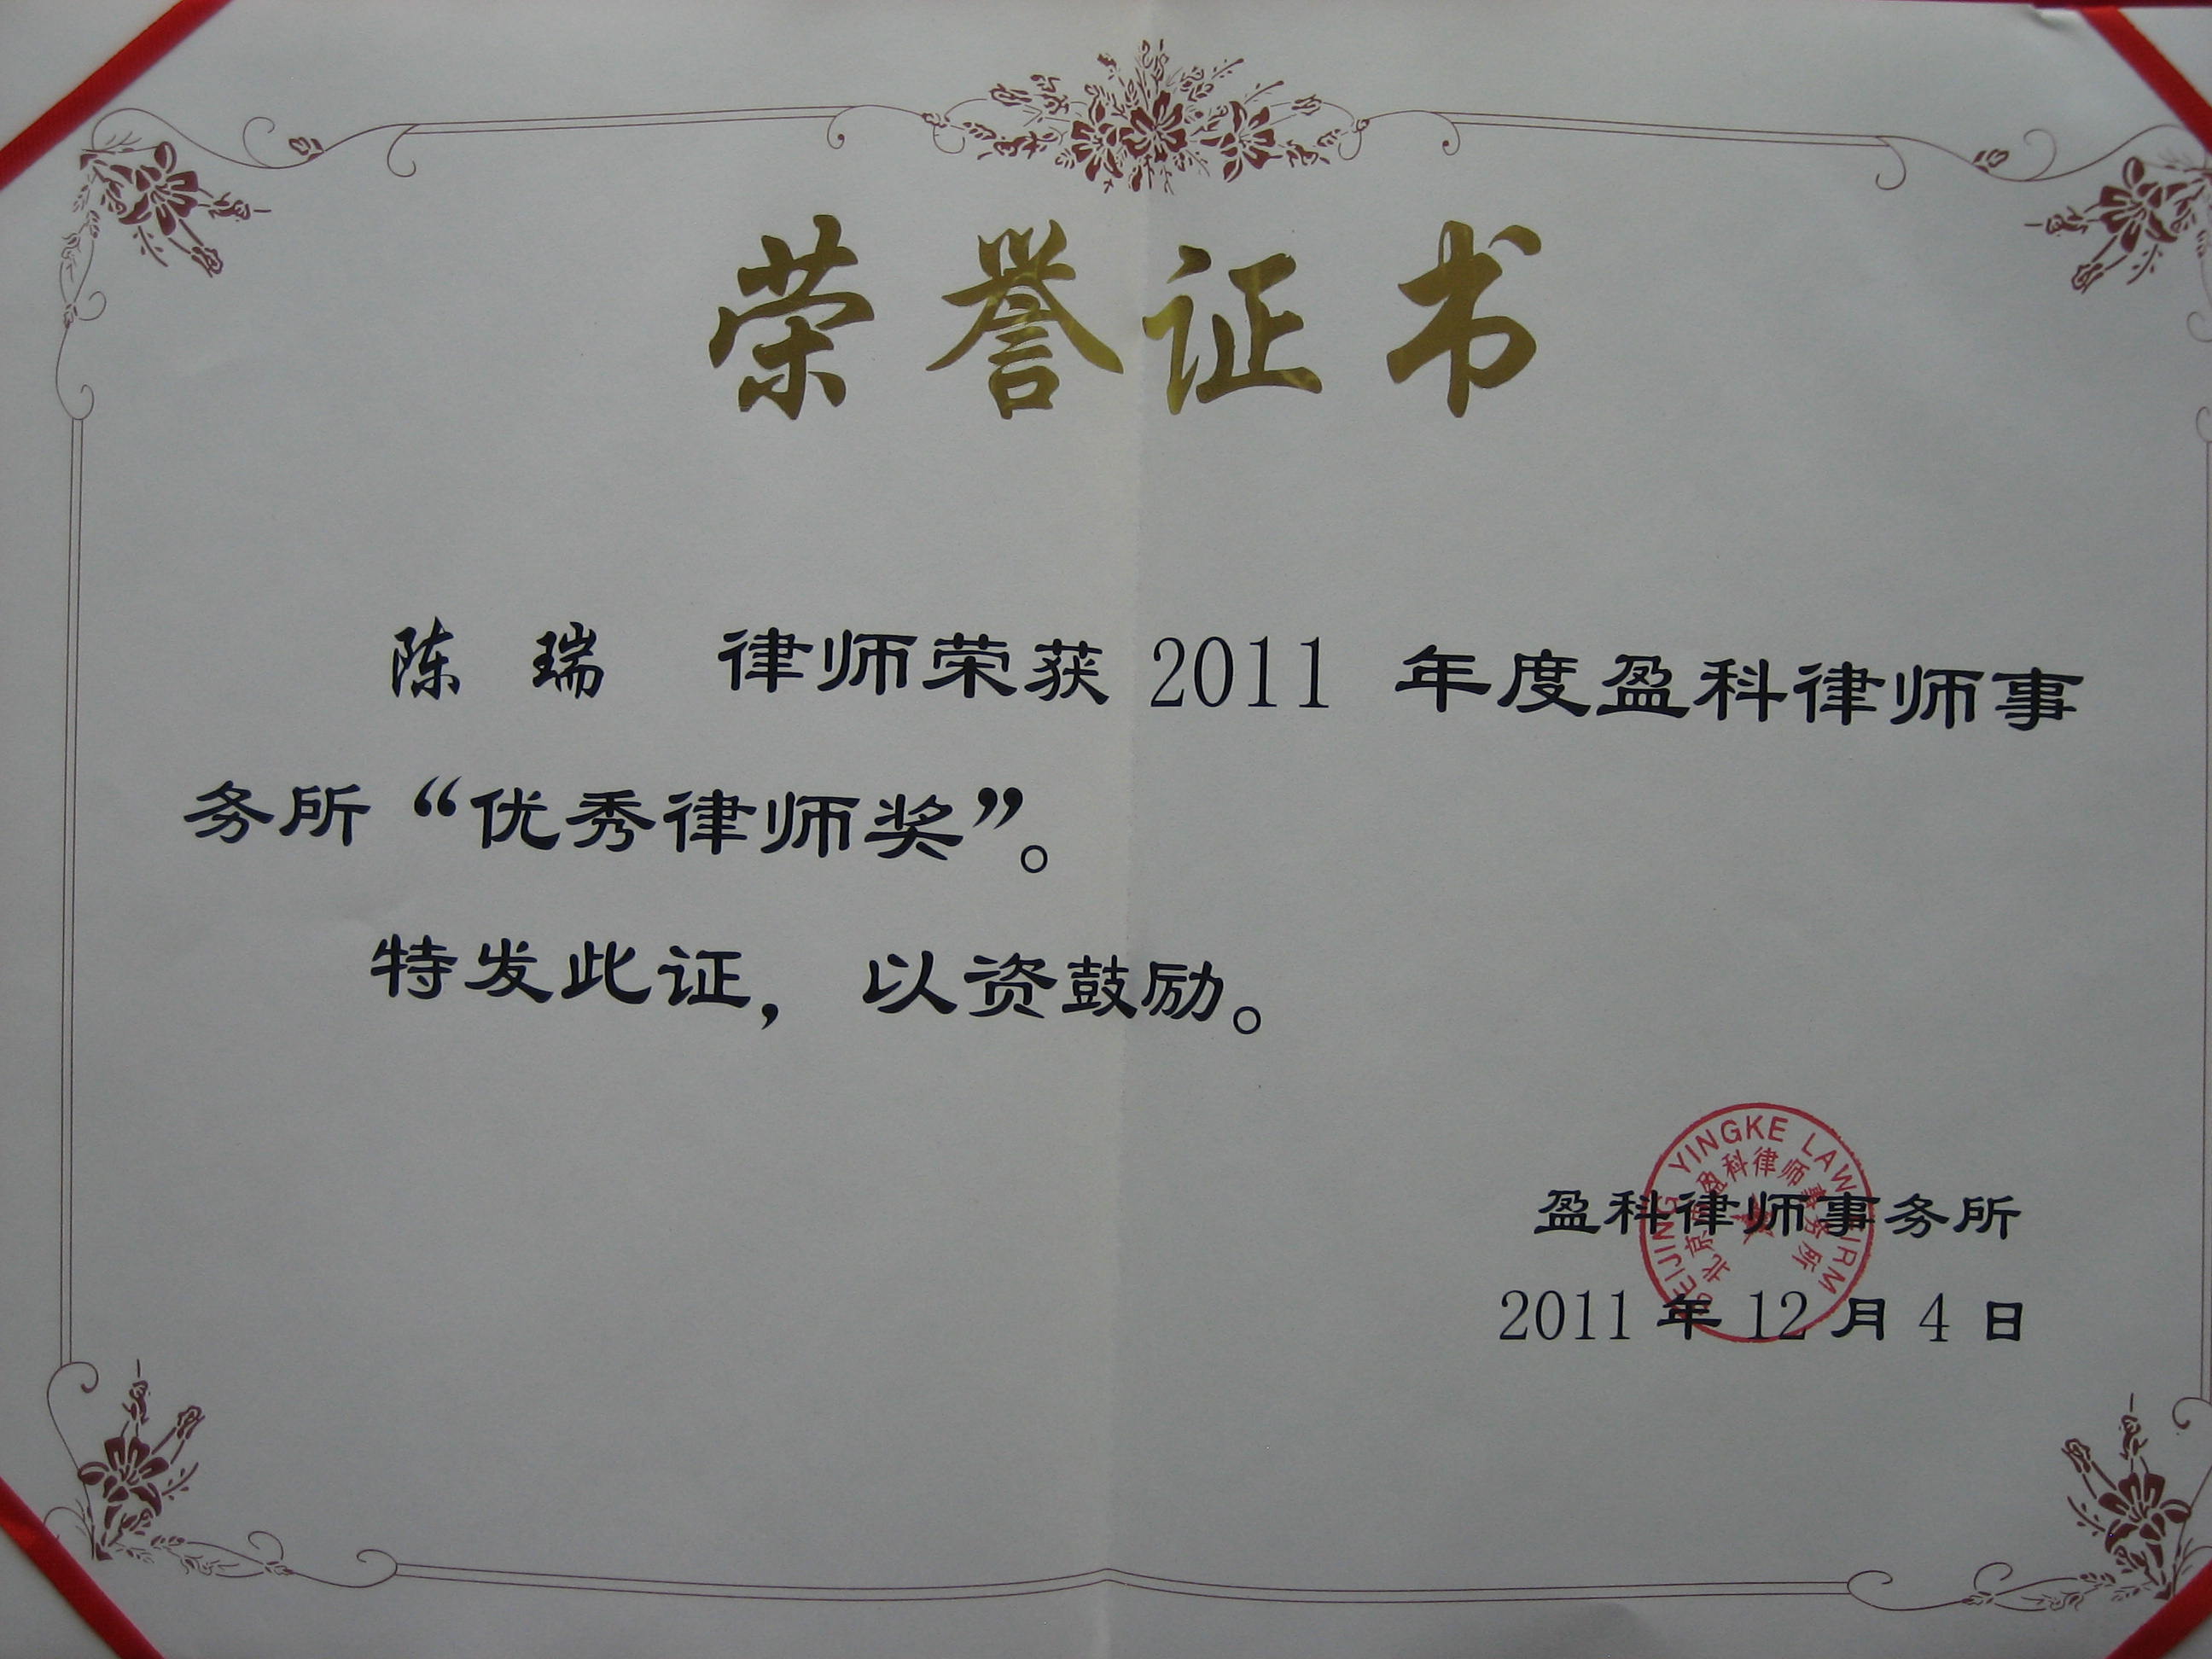 荣誉证书
陈 瑞 律师荣获 2011 年度盈科律师事
务所“优秀律师奖”。
特发此证，以资鼓励。
BEIJING YINGKE LAW FIRM
北京市盈科律师事务所
盈科律师事务所
2011 年 12 月 4 日